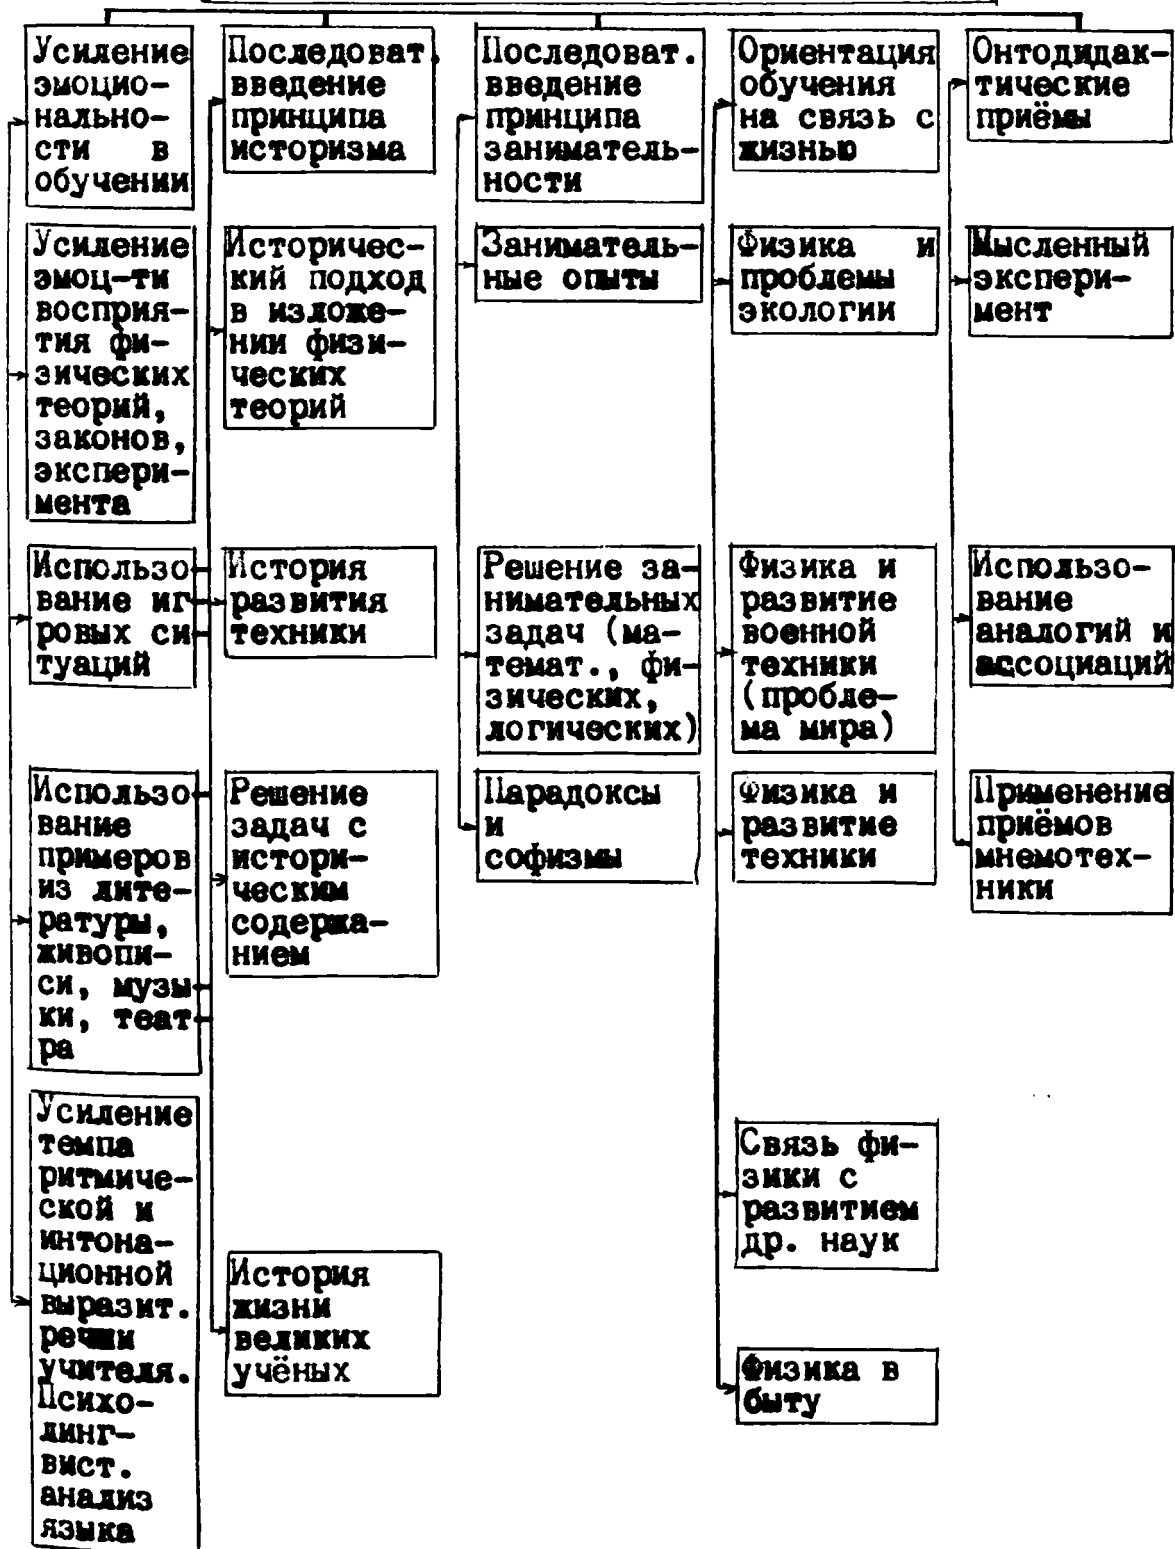 Усиление
эмоцио-
нально-
сти в
обучении
Усиление
эмоц-ти
восприя-
тия фи-
зических
теорий,
законов,
экспери-
мента
Использо
вание иг
ровых си
туаций
Использо
вание
примеров
из лите-
ратуры,
живопи-
си, музы
ки, теат
ра
Усиление
темпа
ритмиче-
ской и
интона-
ционной
выразит.
речи
учителя.
Психо-
линг-
вист.
анализ
языка
Последоват.
введение
принципа
историзма
Историчес-
кий подход
в изложе-
нии физи-
ческих
теорий
История
развития
техники
Решение
задач с
истори-
ческим
содержа-
нием
История
жизни
великих
учёных
Последоват.
введение
принципа
заниматель-
ности
Заниматель-
ные опыты
Решение за-
нимательных
задач (ма-
темат., фи-
зических,
логических)
Парадоксы
и
софизмы
Ориентация
обучения
на связь с
жизнью
Физика и
проблемы
экологии
Физика и
развитие
военной
техники
(пробле-
ма мира)
Физика и
развитие
техники
Связь фи-
зики с
развитием
др. наук
Физика в
быту
Онтодидак-
тические
приёмы
Мысленный
экспери-
мент
Использо-
вание
аналогий и
ассоциаций
Применение
приёмов
мнемотех-
ники